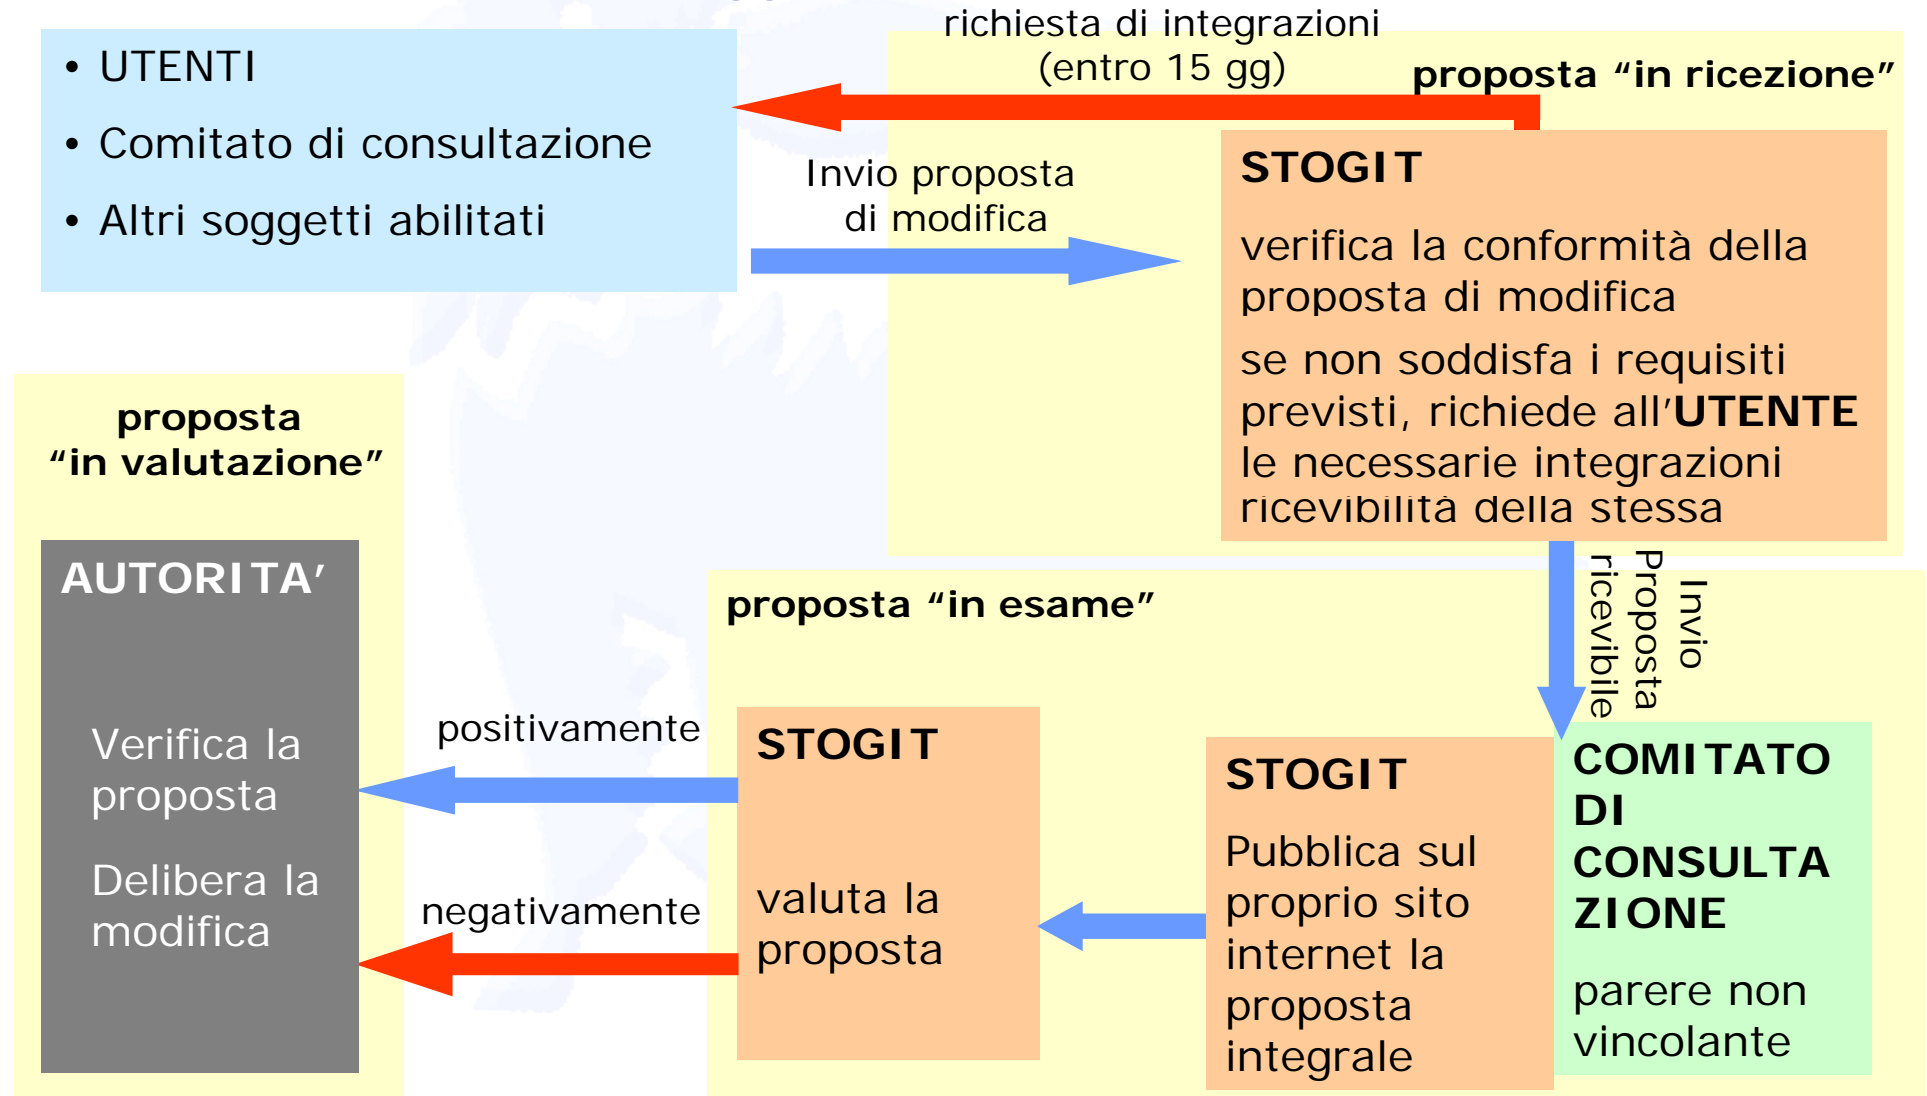 richiesta di integrazioni
(entro 15 gg)
proposta “in ricezione”
• UTENTI
• Comitato di consultazione
• Altri soggetti abilitati
Invio proposta
di modifica
STOGIT
verifica la conformità della
proposta di modifica
se non soddisfa i requisiti
previsti, richiede all’UTENTE
le necessarie integrazioni
ricevibilità della stessa
Invio
Proposta
ricevibile
proposta
“in valutazione”
AUTORITA’
Verifica la
proposta
Delibera la
modifica
proposta “in esame”
positivamente
negativamente
STOGIT
valuta la
proposta
STOGIT
Pubblica sul
proprio sito
internet la
proposta
integrale
COMITATO
DI
CONSULTA
ZIONE
parere non
vincolante